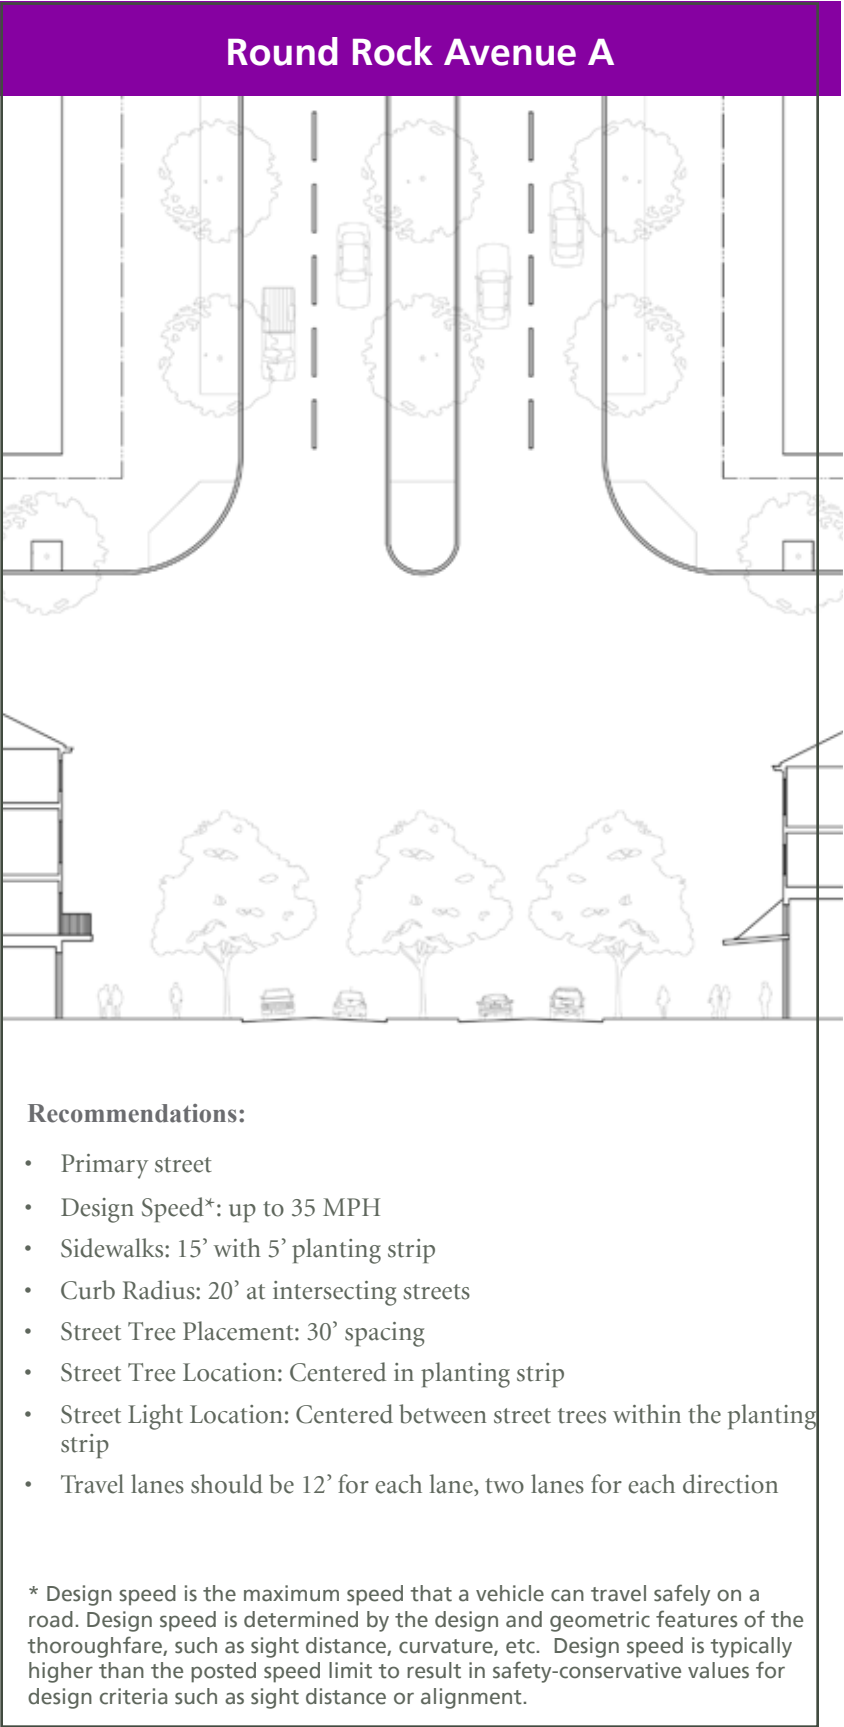 Round Rock Avenue A
Recommendations:
• Primary street
• Design Speed*: up to 35 MPH
• Sidewalks: 15’ with 5’ planting strip
• Curb Radius: 20’ at intersecting streets
• Street Tree Placement: 30’ spacing
• Street Tree Location: Centered in planting strip
• Street Light Location: Centered between street trees within the planting
strip
• Travel lanes should be 12’ for each lane, two lanes for each direction
* Design speed is the maximum speed that a vehicle can travel safely on a
road. Design speed is determined by the design and geometric features of the
thoroughfare, such as sight distance, curvature, etc.  Design speed is typically
higher than the posted speed limit to result in safety-conservative values for
design criteria such as sight distance or alignment.